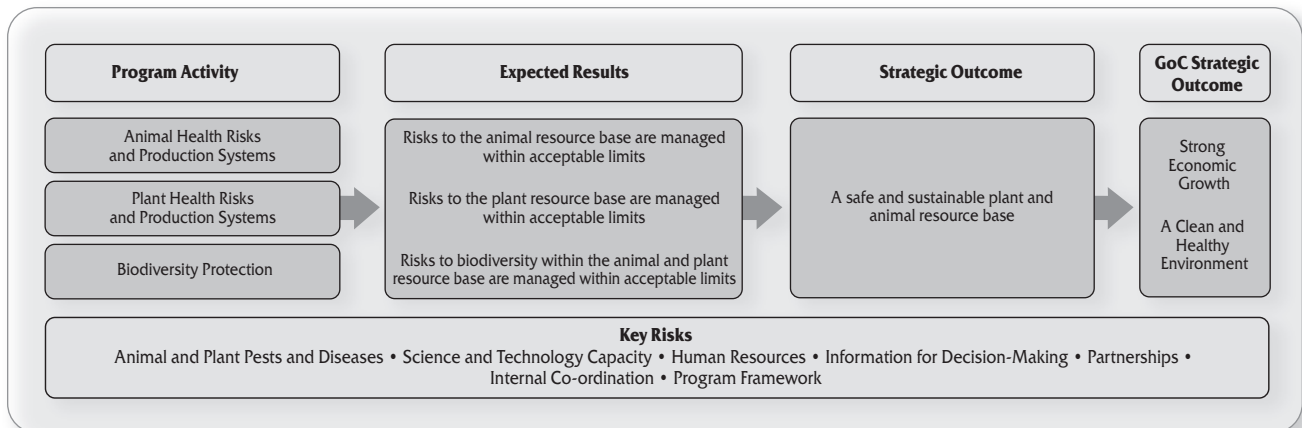 Program Activity
Expected Results
Strategic Outcome
GoC Strategic
Outcome
Animal Health Risks
and Production Systems
Plant Health Risks
and Production Systems
Biodiversity Protection
Risks to the animal resource base are managed
within acceptable limits
Risks to the plant resource base are managed
within acceptable limits
Risks to biodiversity within the animal and plant
resource base are managed within acceptable limits
A safe and sustainable plant and
animal resource base
Strong
Economic
Growth
A Clean and
Healthy
Environment
Key Risks
Animal and Plant Pests and Diseases • Science and Technology Capacity • Human Resources • Information for Decision-Making • Partnerships •
Internal Co-ordination • Program Framework